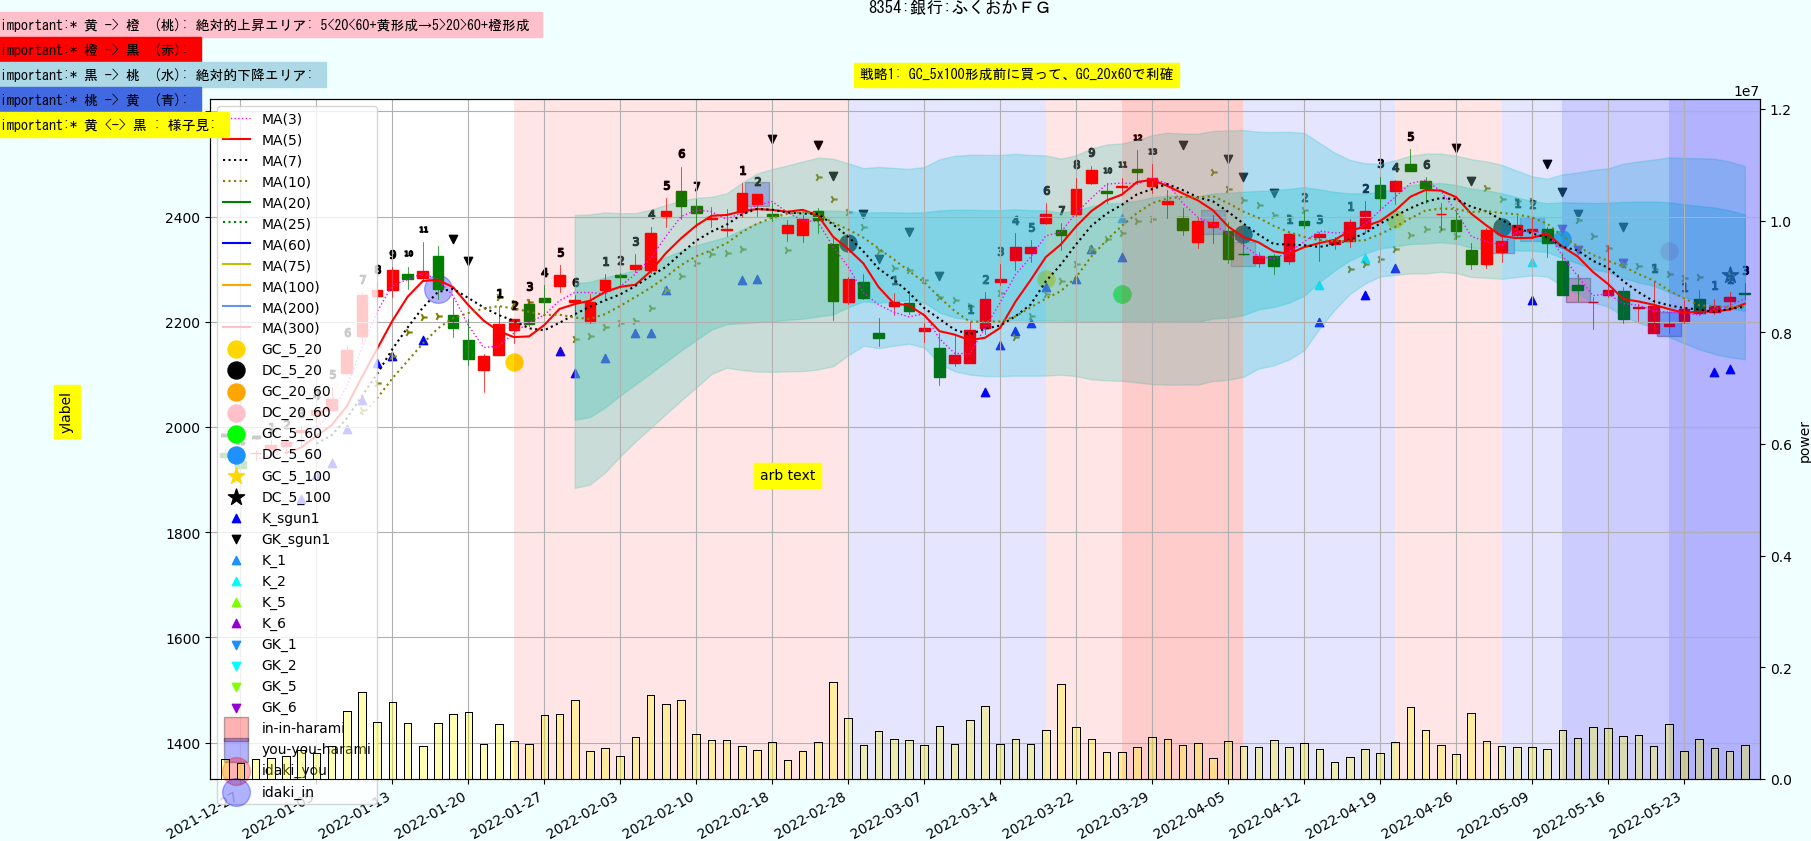 8354:銀行:ふくおかＦＧ
important:* 黄 -> 橙 （桃）: 絶対的上昇エリア: 5<20<60+黄形成→5>20>60+橙形成
important:* 橙 -> 黒 （赤）:
important:* 黒 -> 桃 （水）: 絶対的下降エリア:
戦略1: GC_5x100形成前に買って、GC_20x60で利確
important:* 桃 -> 黄 （青）:
important:* 黄 <-> 黒 : 様子見:
1e7
MA(3)
MA(5)
MA(7)
MA(10)
MA(20)
MA(25)
MA(60)
MA(75)
MA(100)
MA(200)
MA(300)
GC_5_20
DC_5_20
GC_20_60
DC_20_60
GC_5_60
DC_5_60
GC_5_100
DC_5_100
K_sgun1
GK_sgun1
K_1
K_2
K_5
K_6
GK_1
GK_2
GK_5
GK_6
in-in-harami
you-you-harami
idaki_you
idaki_in
2400
2200
2000
1800
1600
1400
ylabel
arb text
1.2
1.0
0.8
0.6
0.4
0.2
0.0
power
2022-01-13
2022-01-20
2022-01-27
2022-02-03
2022-02-10
2022-02-18
2022-02-28
2022-03-07
2022-03-14
2022-03-22
2022-03-29
2022-04-05
2022-04-12
2022-04-19
2022-04-26
2022-05-09
2022-05-16
2022-05-23